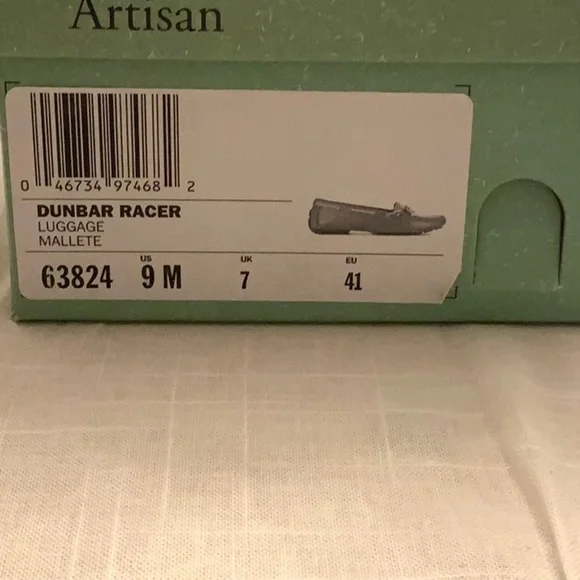 Artisan
0 46734 97468 2
DUNBAR RACER
LUGGAGE
MALLETE
US UK EU
63824 9 M 7 41